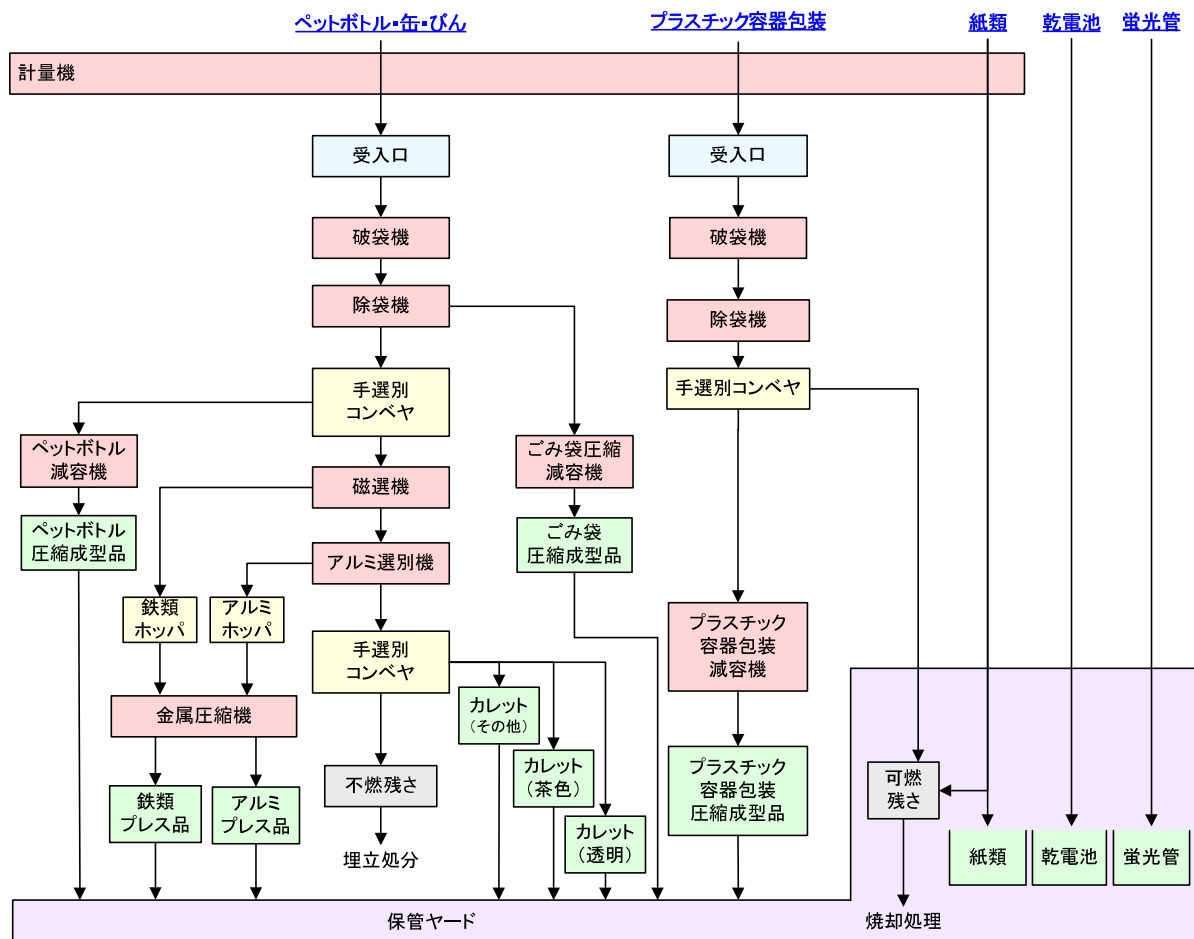 ペットボトル・缶・びん
プラスチック容器包装
紙類
乾電池
蛍光管
計量機
受入口
受入口
破袋機
破袋機
除袋機
除袋機
手選別
コンベヤ
手選別コンベヤ
ペットボトル
減容機
ごみ袋圧縮
減容機
磁選機
ペットボトル
圧縮成型品
ごみ袋
圧縮成型品
アルミ選別機
鉄類
ホッパ
アルミ
ホッパ
手選別
コンベヤ
プラスチック
容器包装
減容機
カレット
（その他）
金属圧縮機
カレット
（茶色）
プラスチック
容器包装
圧縮成型品
不燃残さ
可燃
残さ
鉄類
プレス品
アルミ
プレス品
カレット
（透明）
埋立処分
紙類
乾電池
蛍光管
保管ヤード
焼却処理